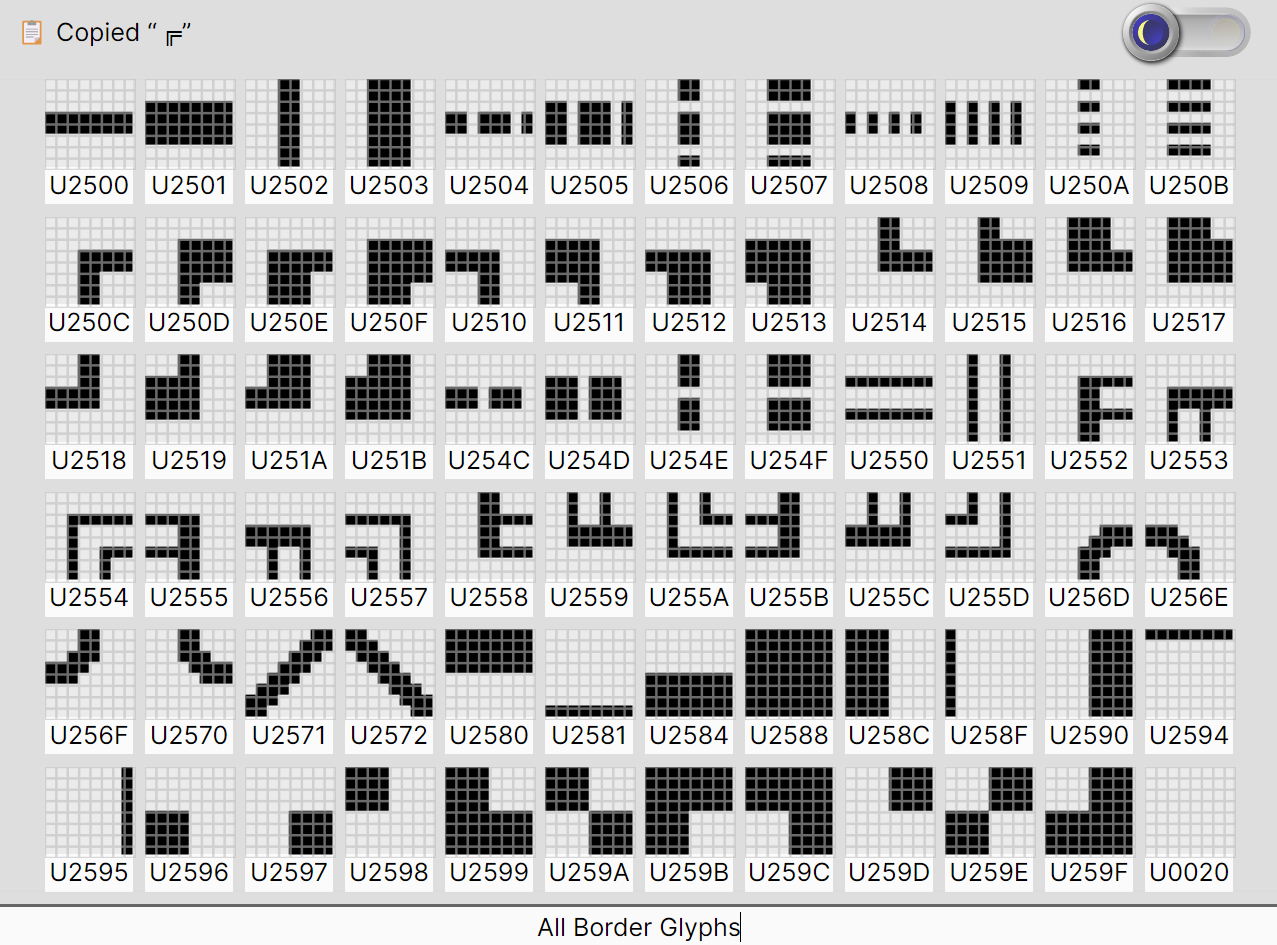 Copied “╔”
U2500 U2501 U2502 U2503 U2504 U2505 U2506 U2507 U2508 U2509 U250A U250B
U250C U250D U250E U250F U2510 U2511 U2512 U2513 U2514 U2515 U2516 U2517
U2518 U2519 U251A U251B U254C U254D U254E U254F U2550 U2551 U2552 U2553
U2554 U2555 U2556 U2557 U2558 U2559 U255A U255B U255C U255D U256D U256E
U256F U2570 U2571 U2572 U2580 U2581 U2584 U2588 U258C U258F U2590 U2594
U2595 U2596 U2597 U2598 U2599 U259A U259B U259C U259D U259E U259F U0020
All Border Glyphs